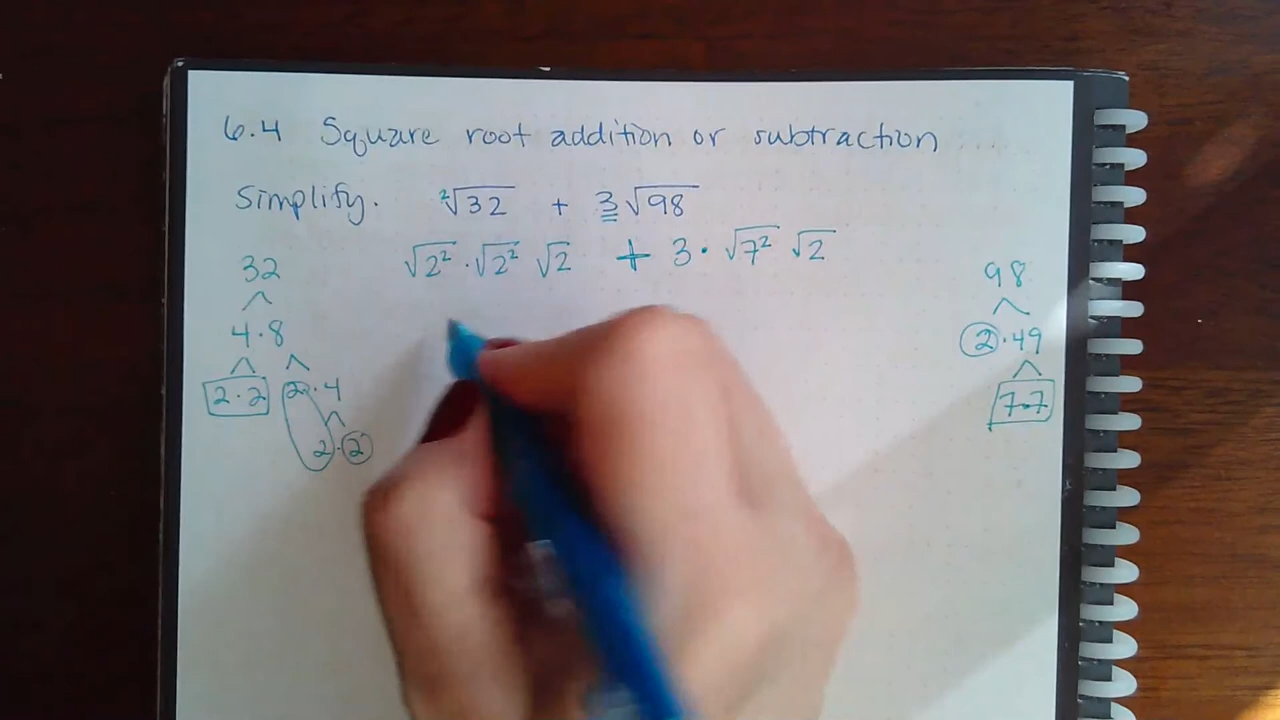 6.4 Square root addition or subtraction
Simplify. ²√32 + 3√98
√2² · √2² √2 + 3 · √7² √2
32
4·8
2·2 2·4
2·2
98
2·49
7·7